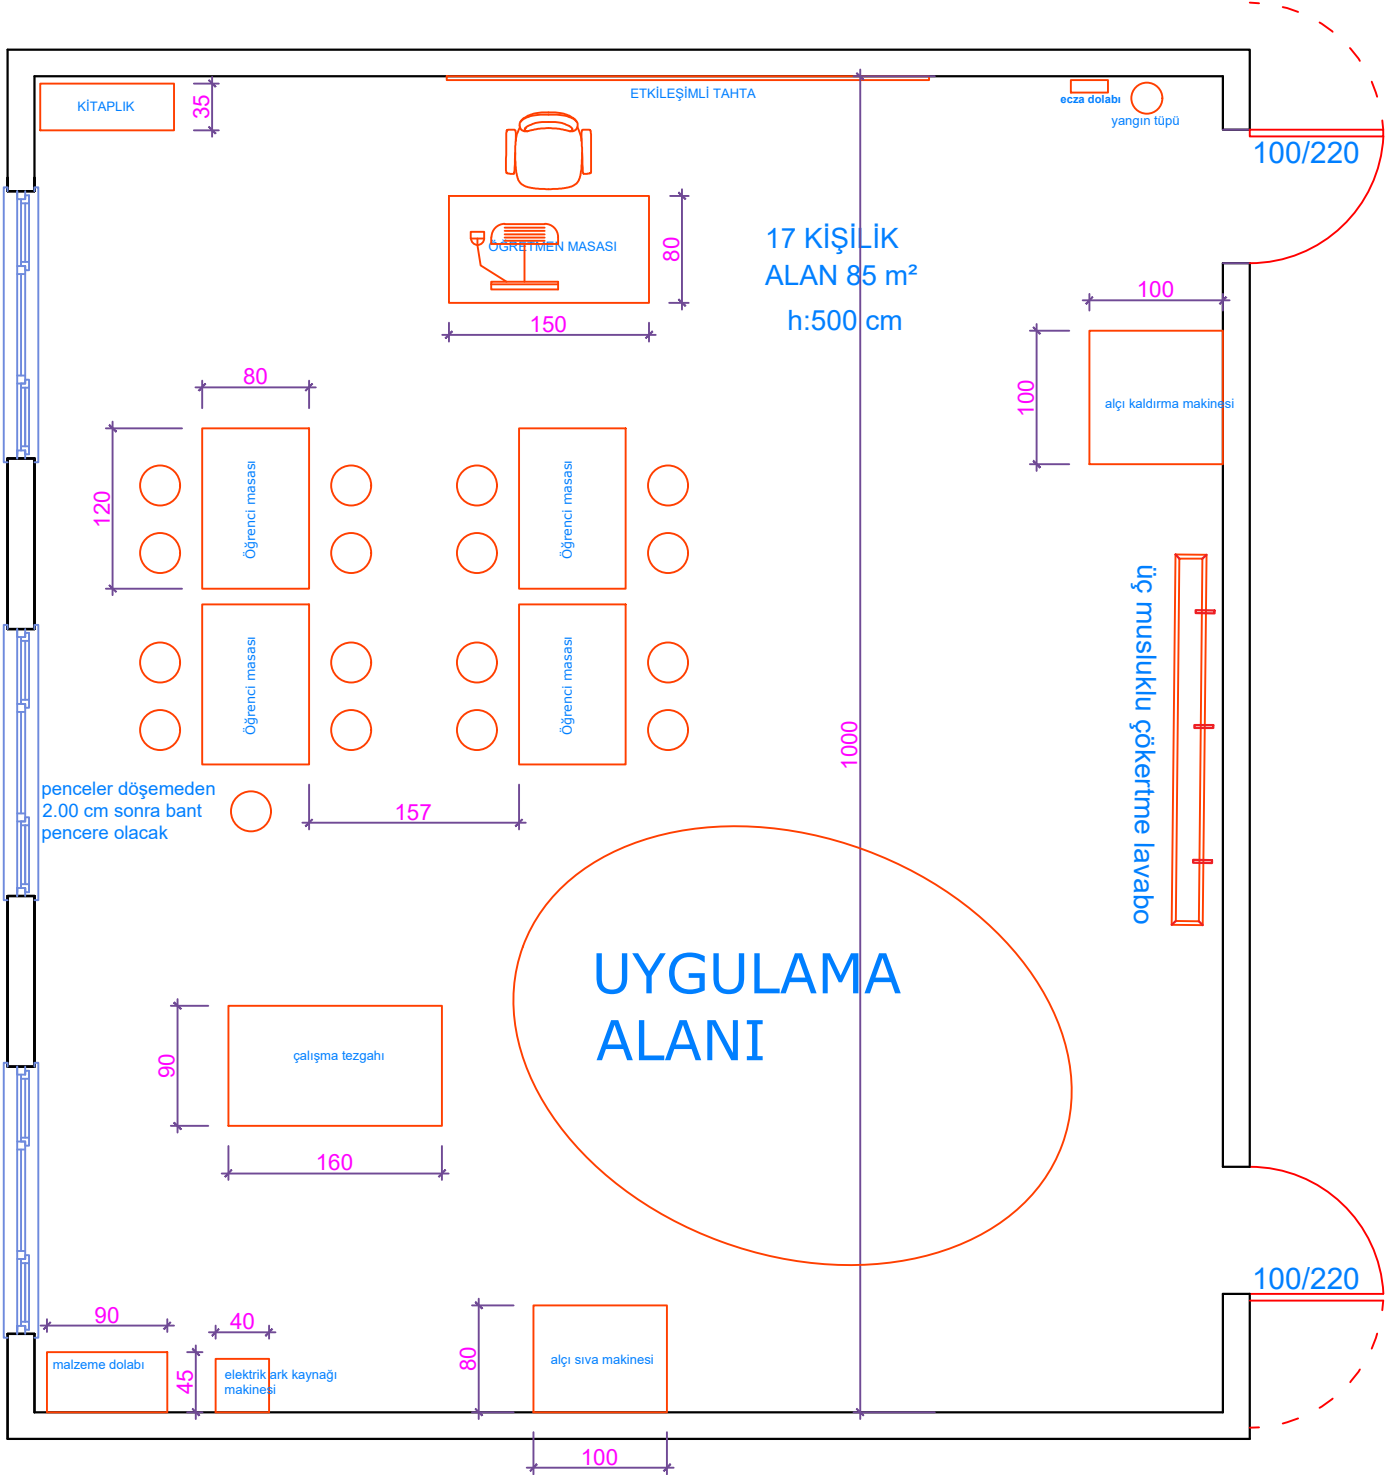 KİTAPLIK
35
ETKİLEŞİMLİ TAHTA
ecza dolabı
yangın tüpü
100/220
ÖĞRETMEN MASASI
80
150
17 KİŞİLİK
ALAN 85 m²
h:500 cm
100
100
alçı kaldırma makinesi
80
120
Öğrenci masası
Öğrenci masası
Öğrenci masası
Öğrenci masası
üç musluklu çökertme lavabo
1000
penceler döşemeden
2.00 cm sonra bant
pencere olacak
157
UYGULAMA
ALANI
90
çalışma tezgahı
160
100/220
90
malzeme dolabı
45
40
elektrik ark kaynağı
makinesi
80
alçı sıva makinesi
100